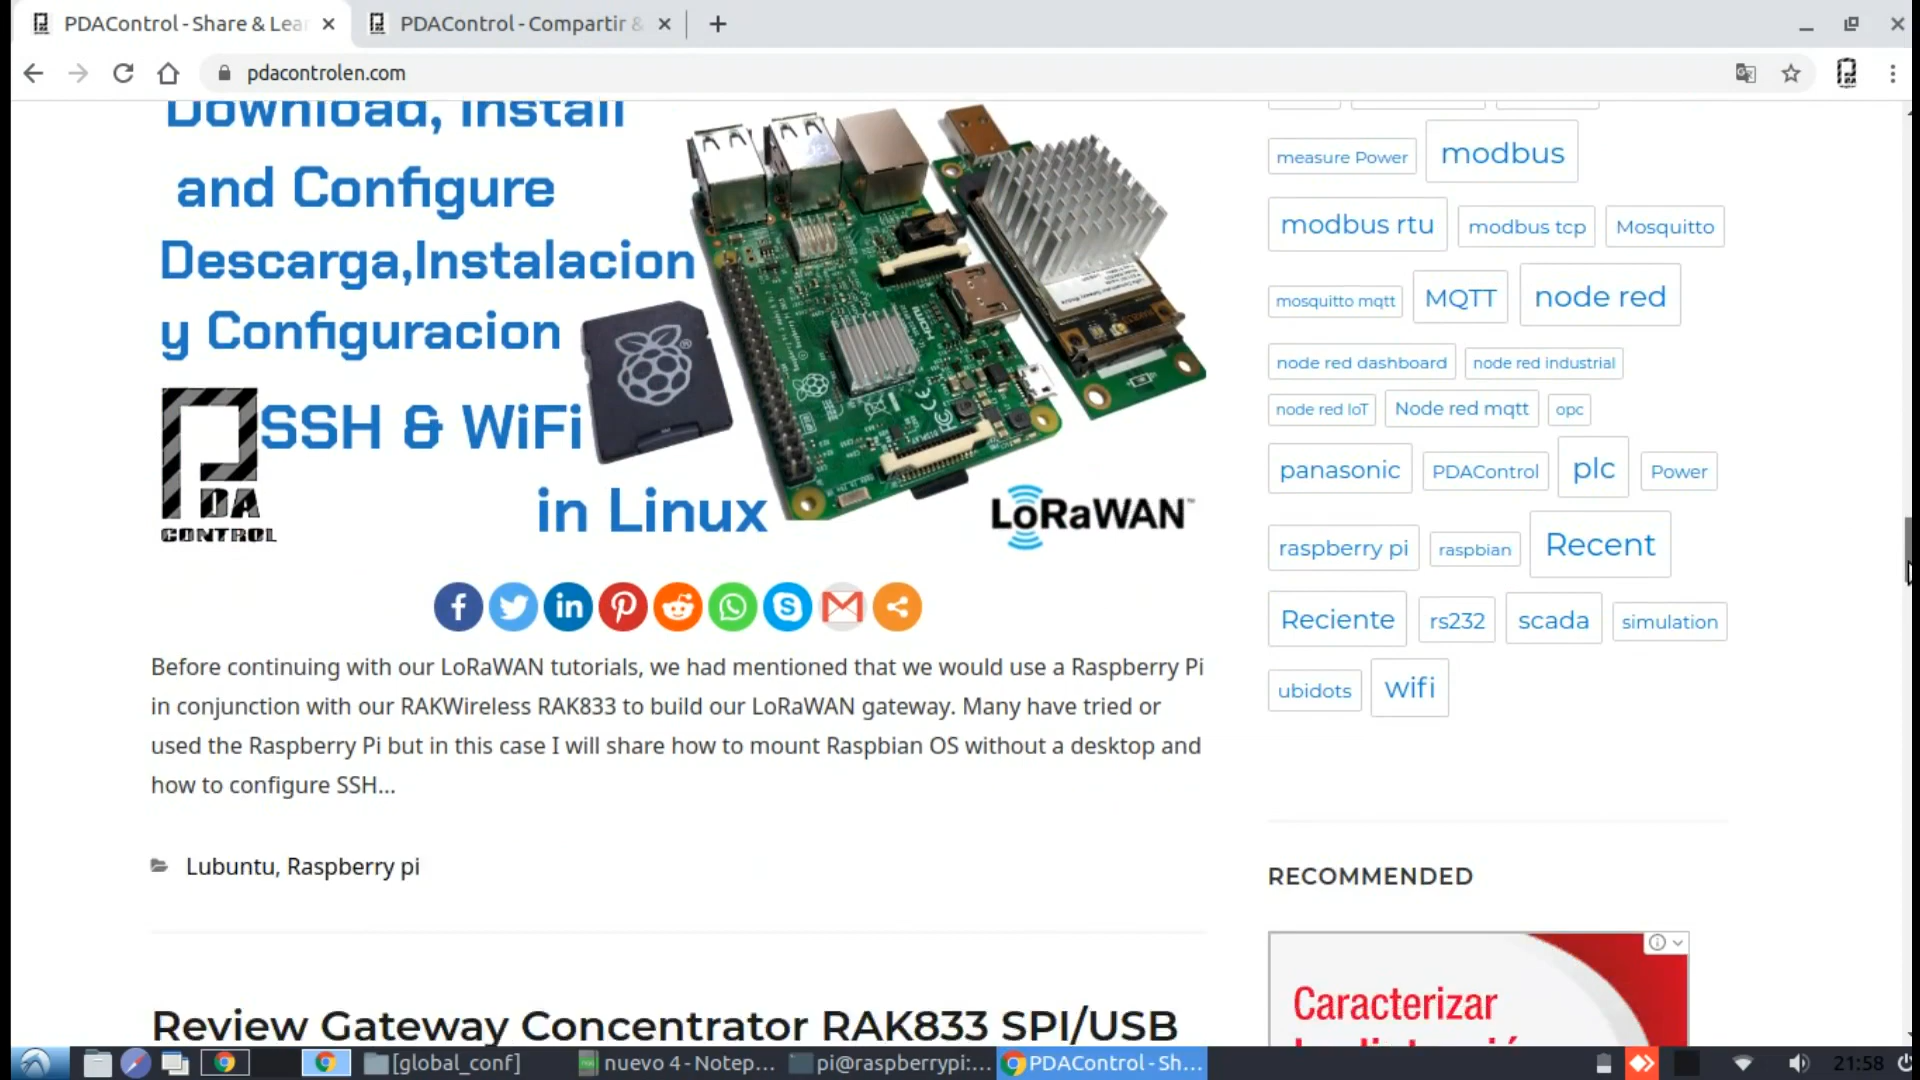 PDAControl - Share & Lea
PDAControl - Compartir &
pdacontrolen.com
Download, Install
and Configure
Descarga,Instalacion
y Configuracion
SSH & WiFi
in Linux
PDA
CONTROL
LoRaWAN™
HDMI
DISPLAY
Before continuing with our LoRaWAN tutorials, we had mentioned that we would use a Raspberry Pi
in conjunction with our RAKWireless RAK833 to build our LoRaWAN gateway. Many have tried or
used the Raspberry Pi but in this case I will share how to mount Raspbian OS without a desktop and
how to configure SSH...
Lubuntu, Raspberry pi
Review Gateway Concentrator RAK833 SPI/USB
measure Power
modbus
modbus rtu
modbus tcp
Mosquitto
mosquitto mqtt
MQTT
node red
node red dashboard
node red industrial
node red IoT
Node red mqtt
opc
panasonic
PDAControl
plc
Power
raspberry pi
raspbian
Recent
Reciente
rs232
scada
simulation
ubidots
wifi
RECOMMENDED
Caracterizar
[global_conf]
nuevo 4 - Notep...
pi@raspberrypi:...
PDAControl - Sh...
21:58